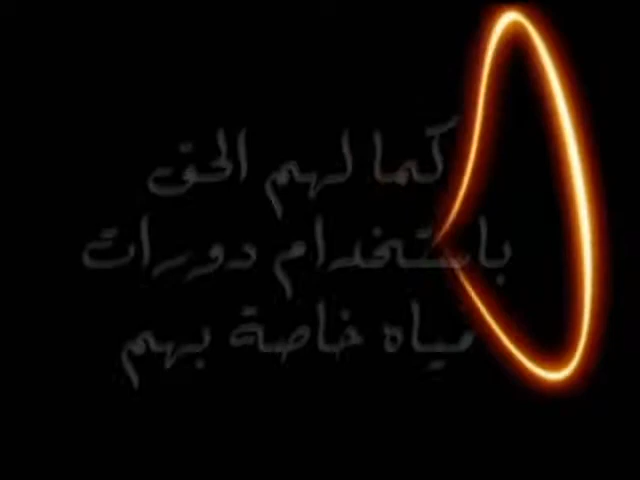 كما لهم الحق
باستخدام دورات
مياه خاصة بهم